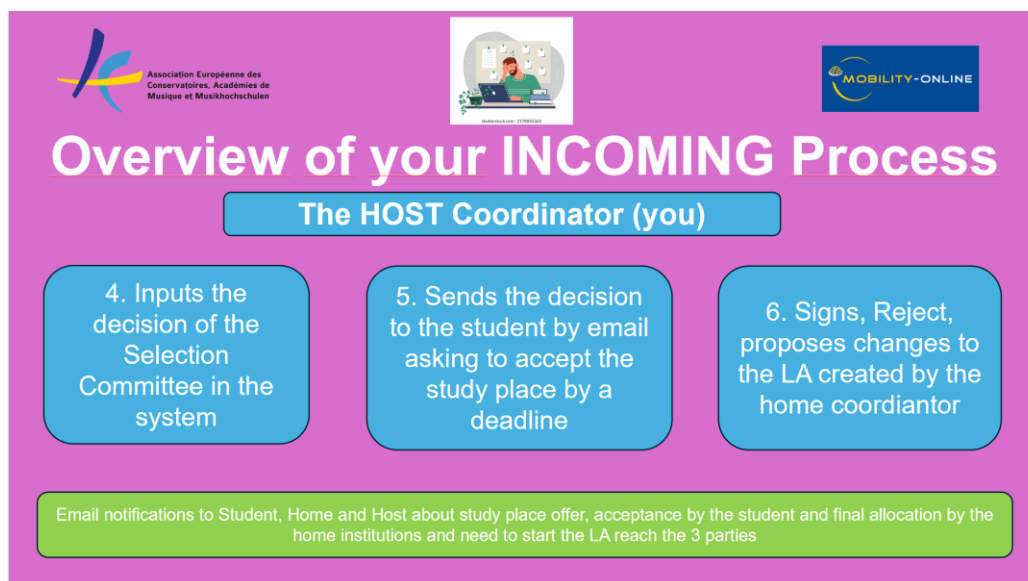 Association Européenne des
Conservatoires, Académies de
Musique et Musikhochschulen
shutterstock.com · 2178855365
MOBILITY-ONLINE
Overview of your INCOMING Process
The HOST Coordinator (you)
4. Inputs the
decision of the
Selection
Committee in the
system
5. Sends the decision
to the student by email
asking to accept the
study place by a
deadline
6. Signs, Reject,
proposes changes to
the LA created by the
home coordiantor
Email notifications to Student, Home and Host about study place offer, acceptance by the student and final allocation by the
home institutions and need to start the LA reach the 3 parties